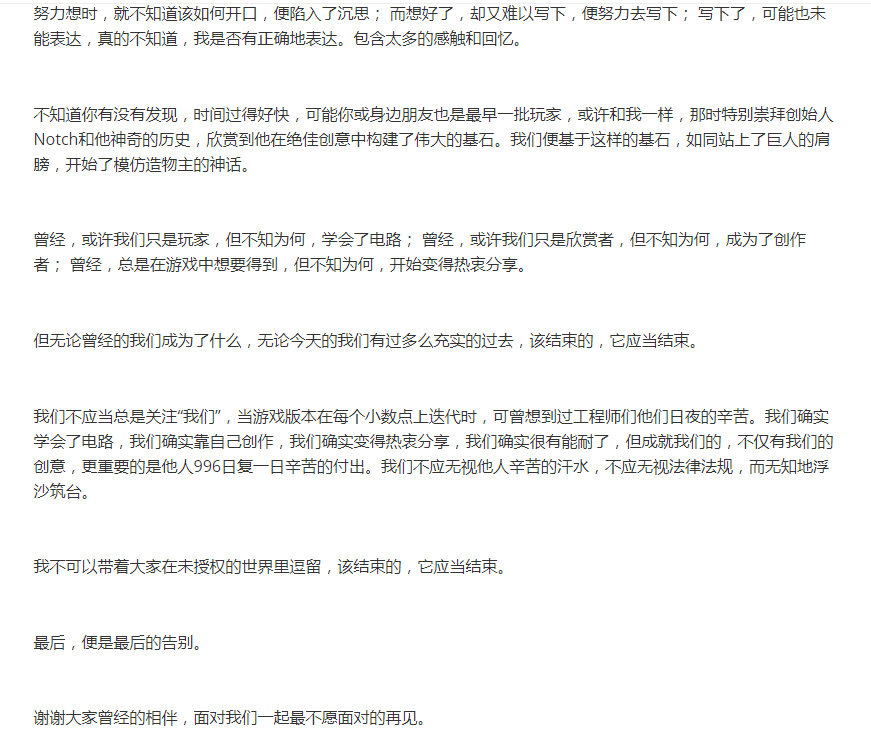 努力想时，就不知道该如何开口，便陷入了沉思； 而想好了，却又难以写下，便努力去写下； 写下了，可能也未
能表达，真的不知道，我是否有正确地表达。包含太多的感触和回忆。
不知道你有没有发现，时间过得好快，可能你或身边朋友也是最早一批玩家，或许和我一样，那时特别崇拜创始人
Notch和他神奇的历史，欣赏到他在绝佳创意中构建了伟大的基石。我们便基于这样的基石，如同站上了巨人的肩
膀，开始了模仿造物主的神话。
曾经，或许我们只是玩家，但不知为何，学会了电路； 曾经，或许我们只是欣赏者，但不知为何，成为了创作
者； 曾经，总是在游戏中想要得到，但不知为何，开始变得热衷分享。
但无论曾经的我们成为了什么，无论今天的我们有过多么充实的过去，该结束的，它应当结束。
我们不应当总是关注“我们”，当游戏版本在每个小数点上迭代时，可曾想到过工程师们他们日夜的辛苦。我们确实
学会了电路，我们确实靠自己创作，我们确实变得热衷分享，我们确实很有能耐了，但成就我们的，不仅有我们的
创意，更重要的是他人996日复一日辛苦的付出。我们不应无视他人辛苦的汗水，不应无视法律法规，而无知地浮
沙筑台。
我不可以带着大家在未授权的世界里逗留，该结束的，它应当结束。
最后，便是最后的告别。
谢谢大家曾经的相伴，面对我们一起最不愿面对的再见。